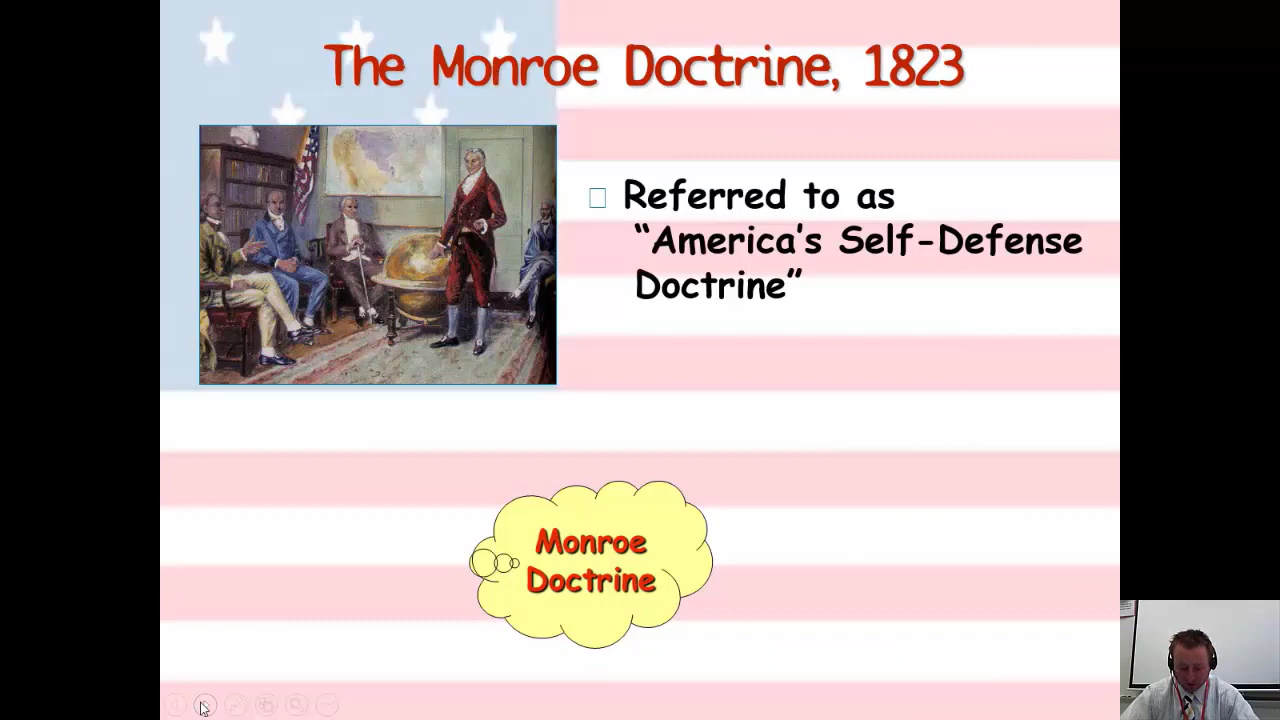 The Monroe Doctrine, 1823
Referred to as
“America’s Self-Defense
Doctrine”
Monroe
Doctrine